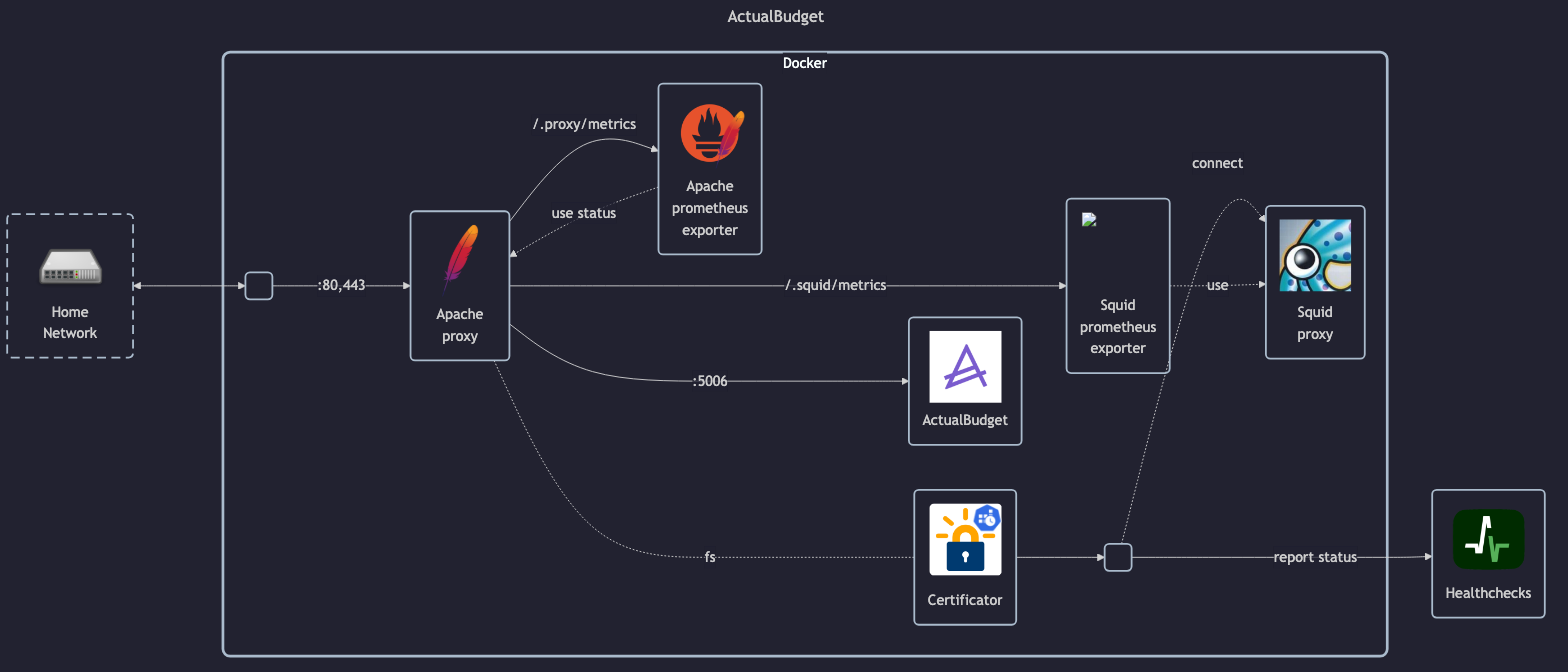 ActualBudget
Docker
/.proxy/metrics
Apache
prometheus
exporter
use status
connect
Home
Network
:80,443
Apache
proxy
/.squid/metrics
Squid
prometheus
exporter
use
Squid
proxy
:5006
ActualBudget
fs
Certificator
report status
Healthchecks